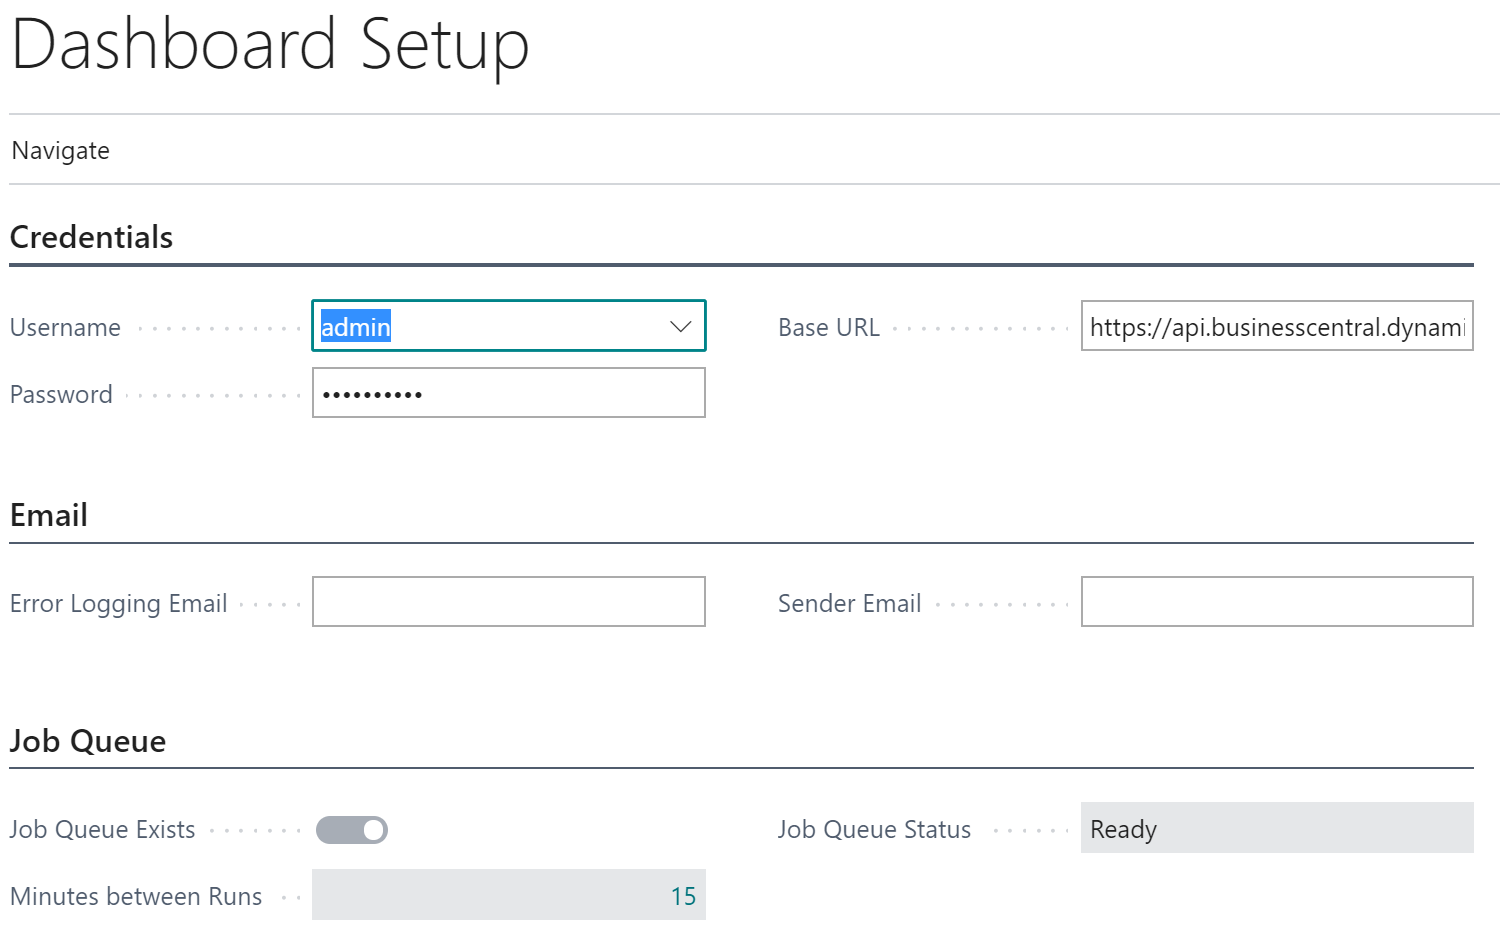 Dashboard Setup
Navigate
Credentials
Username admin Base URL https://api.businesscentral.dynami
Password ••••••••••
Email
Error Logging Email Sender Email
Job Queue
Job Queue Exists Job Queue Status Ready
Minutes between Runs 15